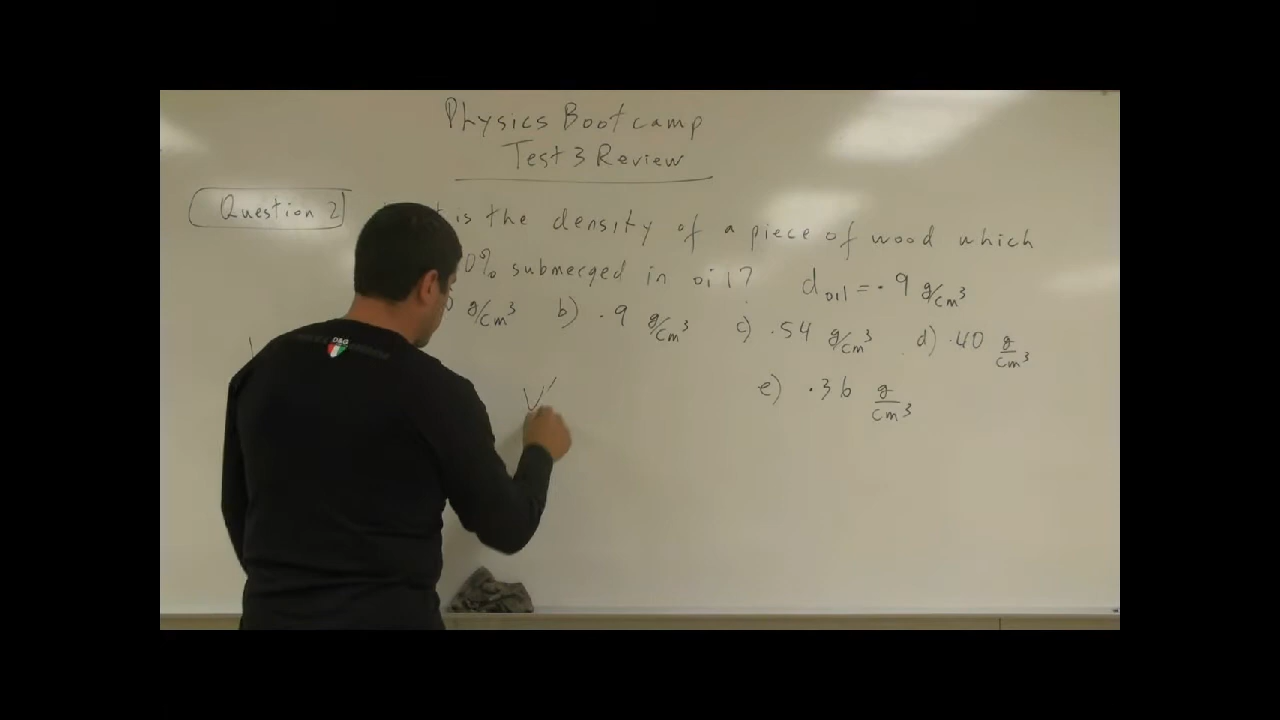 Physics Bootcamp
Test 3 Review
Question 2
is the density of a piece of wood which
0% submerged in oil? d oil = .9 g/cm³
g/cm³ b) .9 g/cm³ c) .54 g/cm³ d) .40 g/cm³
e) .36 g/cm³
V
D&G